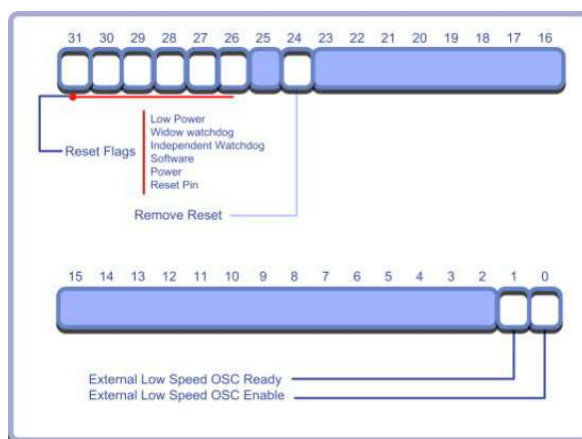 31 30 29 28 27 26 25 24 23 22 21 20 19 18 17 16
Reset Flags
Low Power
Widow watchdog
Independent Watchdog
Software
Power
Reset Pin
Remove Reset
15 14 13 12 11 10 9 8 7 6 5 4 3 2 1 0
External Low Speed OSC Ready
External Low Speed OSC Enable